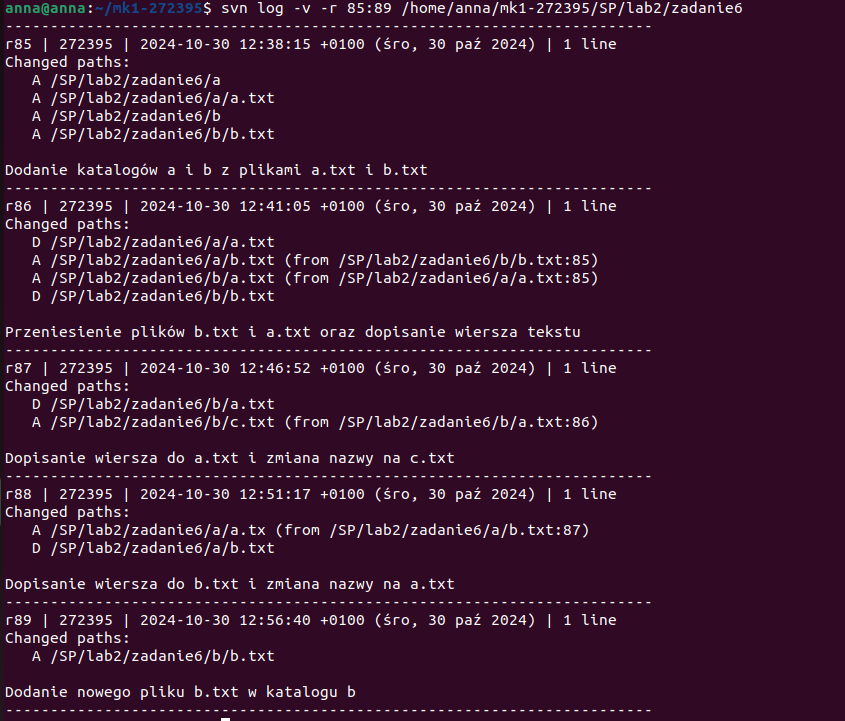 anna@anna:~/mk1-272395$ svn log -v -r 85:89 /home/anna/mk1-272395/SP/lab2/zadanie6
------------------------------------------------------------------------
r85 | 272395 | 2024-10-30 12:38:15 +0100 (śro, 30 paź 2024) | 1 line
Changed paths:
   A /SP/lab2/zadanie6/a
   A /SP/lab2/zadanie6/a/a.txt
   A /SP/lab2/zadanie6/b
   A /SP/lab2/zadanie6/b/b.txt

Dodanie katalogów a i b z plikami a.txt i b.txt
------------------------------------------------------------------------
r86 | 272395 | 2024-10-30 12:41:05 +0100 (śro, 30 paź 2024) | 1 line
Changed paths:
   D /SP/lab2/zadanie6/a/a.txt
   A /SP/lab2/zadanie6/a/b.txt (from /SP/lab2/zadanie6/b/b.txt:85)
   A /SP/lab2/zadanie6/b/a.txt (from /SP/lab2/zadanie6/a/a.txt:85)
   D /SP/lab2/zadanie6/b/b.txt

Przeniesienie plików b.txt i a.txt oraz dopisanie wiersza tekstu
------------------------------------------------------------------------
r87 | 272395 | 2024-10-30 12:46:52 +0100 (śro, 30 paź 2024) | 1 line
Changed paths:
   D /SP/lab2/zadanie6/b/a.txt
   A /SP/lab2/zadanie6/b/c.txt (from /SP/lab2/zadanie6/b/a.txt:86)

Dopisanie wiersza do a.txt i zmiana nazwy na c.txt
------------------------------------------------------------------------
r88 | 272395 | 2024-10-30 12:51:17 +0100 (śro, 30 paź 2024) | 1 line
Changed paths:
   A /SP/lab2/zadanie6/a/a.tx (from /SP/lab2/zadanie6/a/b.txt:87)
   D /SP/lab2/zadanie6/a/b.txt

Dopisanie wiersza do b.txt i zmiana nazwy na a.txt
------------------------------------------------------------------------
r89 | 272395 | 2024-10-30 12:56:40 +0100 (śro, 30 paź 2024) | 1 line
Changed paths:
   A /SP/lab2/zadanie6/b/b.txt

Dodanie nowego pliku b.txt w katalogu b
------------------------------------------------------------------------